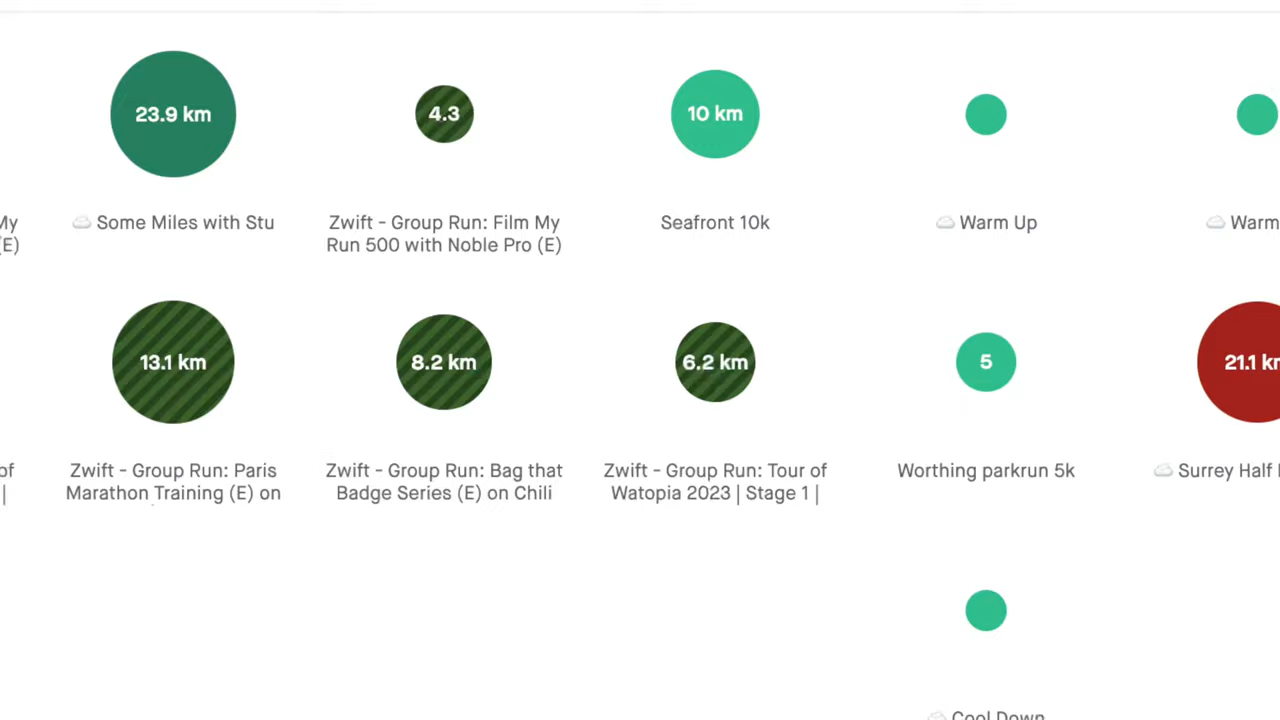 23.9 km
4.3
10 km
My
(E)
Some Miles with Stu
Zwift - Group Run: Film My
Run 500 with Noble Pro (E)
Seafront 10k
Warm Up
Warm
13.1 km
8.2 km
6.2 km
5
21.1 km
of
|
Zwift - Group Run: Paris
Marathon Training (E) on
Zwift - Group Run: Bag that
Badge Series (E) on Chili
Zwift - Group Run: Tour of
Watopia 2023 | Stage 1 |
Worthing parkrun 5k
Surrey Half
Cool Down